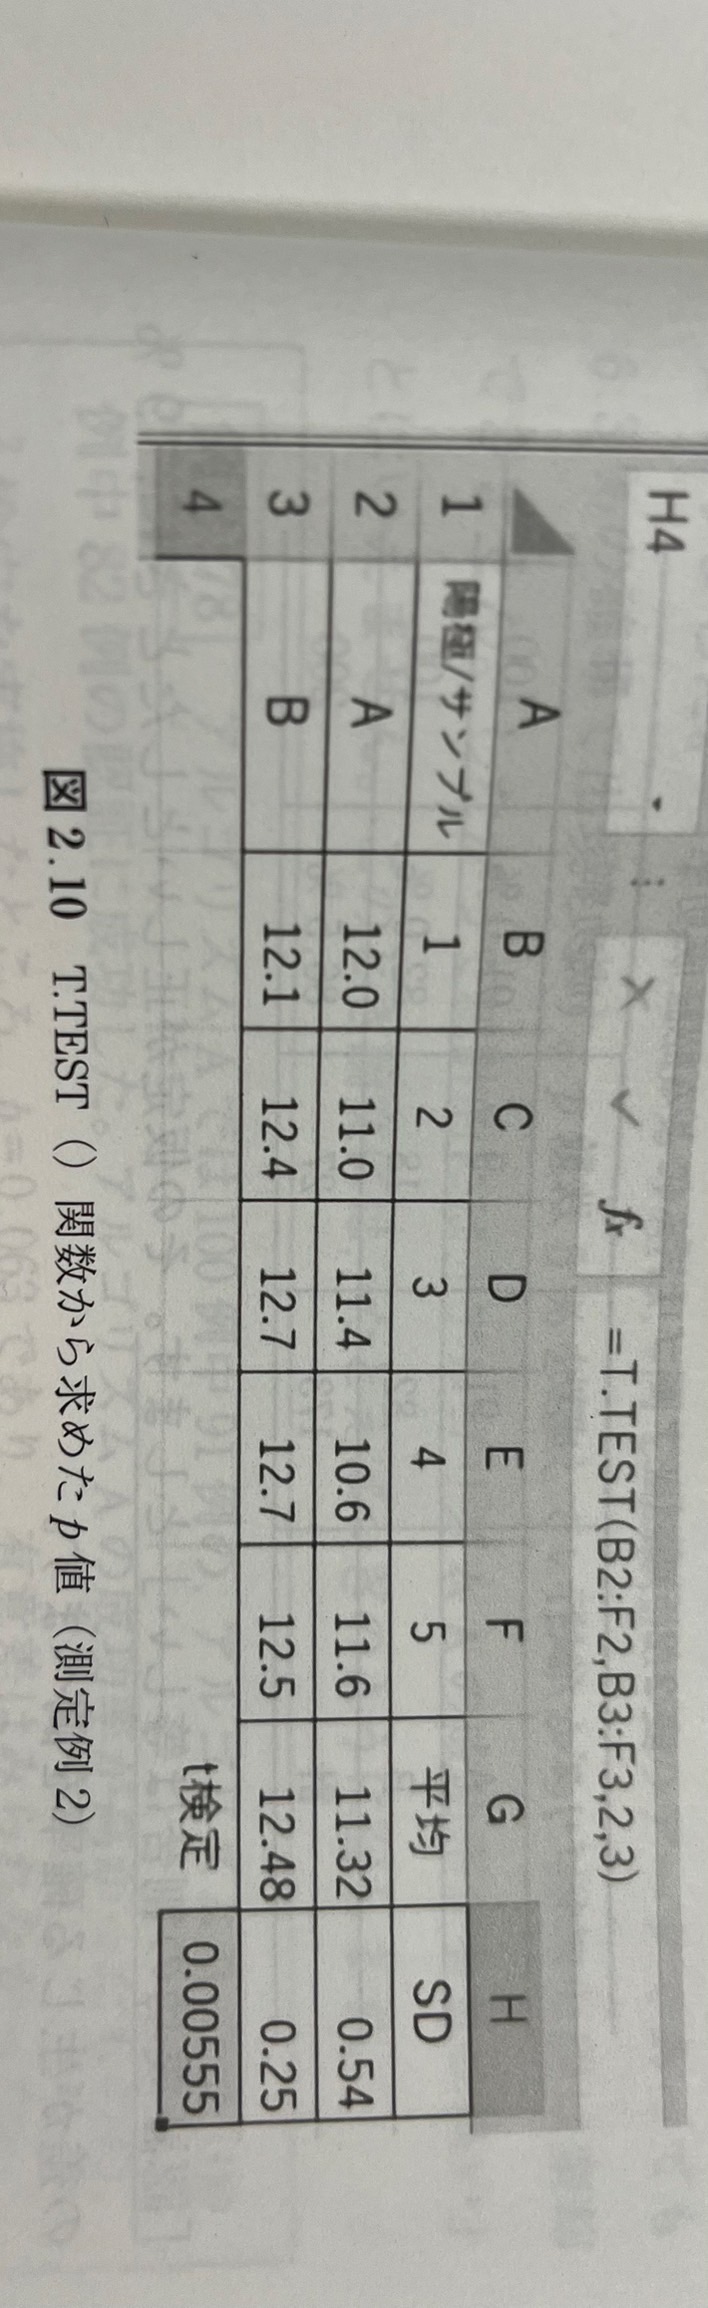 H4 ▼ ⋮ × ✓ fx =T.TEST(B2:F2,B3:F3,2,3)
A B C D E F G H
1 陽極/サンプル 1 2 3 4 5 平均 SD
2 A 12.0 11.0 11.4 10.6 11.6 11.32 0.54
3 B 12.1 12.4 12.7 12.7 12.5 12.48 0.25
4 t検定 0.00555
図 2.10 T.TEST () 関数から求めた p 値 (測定例 2)